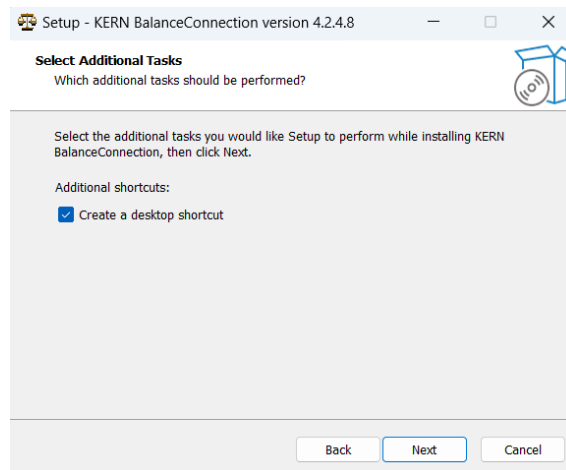 Setup - KERN BalanceConnection version 4.2.4.8
Select Additional Tasks
Which additional tasks should be performed?
Select the additional tasks you would like Setup to perform while installing KERN
BalanceConnection, then click Next.
Additional shortcuts:
Create a desktop shortcut
Back Next Cancel